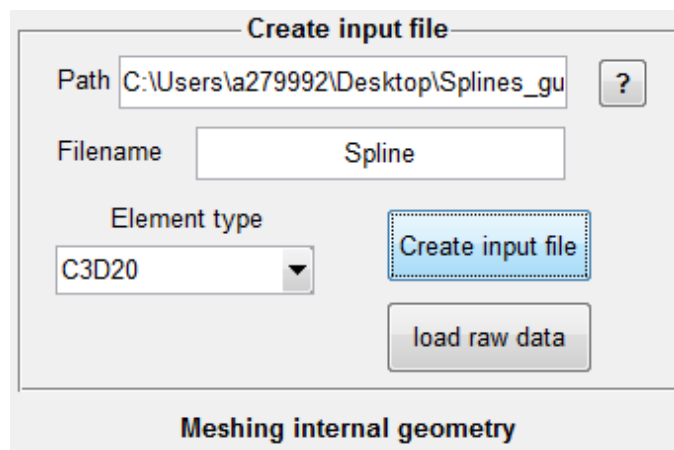 Create input file
Path C:\Users\a279992\Desktop\Splines_gu ?
Filename Spline
Element type
C3D20
Create input file
load raw data
Meshing internal geometry